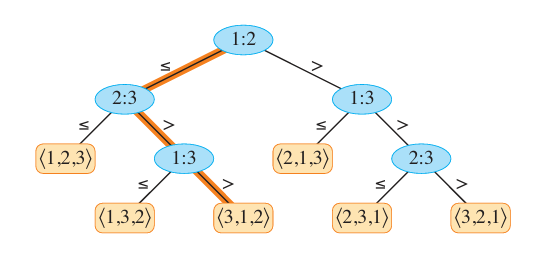 1:2
≤ >
2:3 1:3
≤ > ≤ >
⟨1,2,3⟩ 1:3 ⟨2,1,3⟩ 2:3
≤ > ≤ >
⟨1,3,2⟩ ⟨3,1,2⟩ ⟨2,3,1⟩ ⟨3,2,1⟩